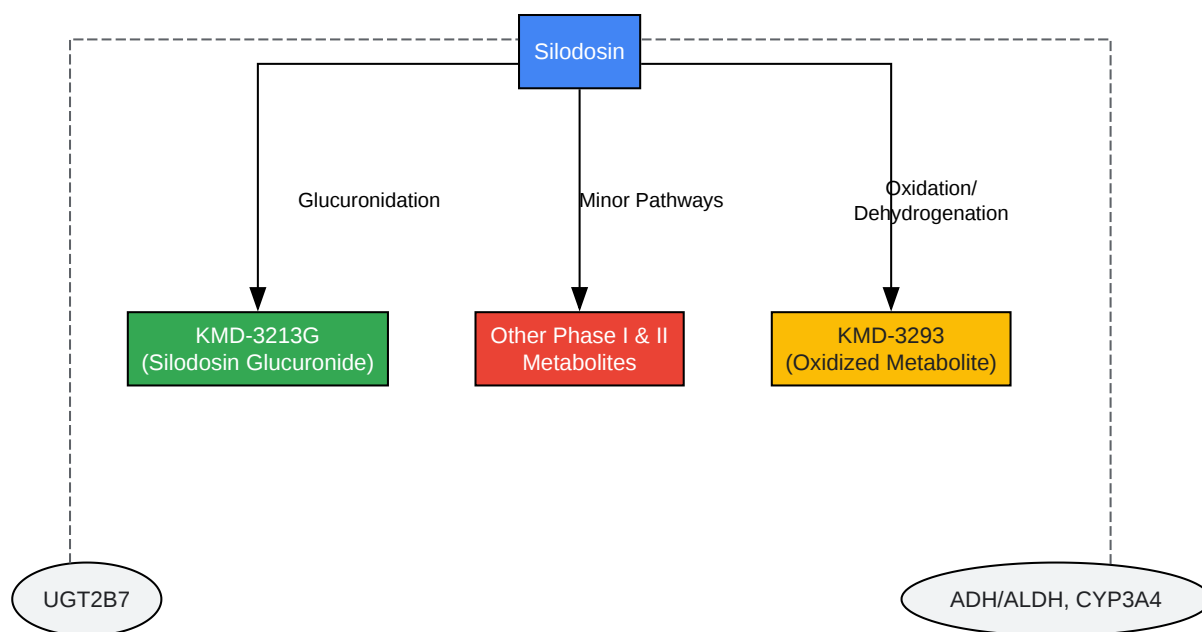 Silodosin
Glucuronidation
Minor Pathways
Oxidation/
Dehydrogenation
KMD-3213G
(Silodosin Glucuronide)
Other Phase I & II
Metabolites
KMD-3293
(Oxidized Metabolite)
UGT2B7
ADH/ALDH, CYP3A4